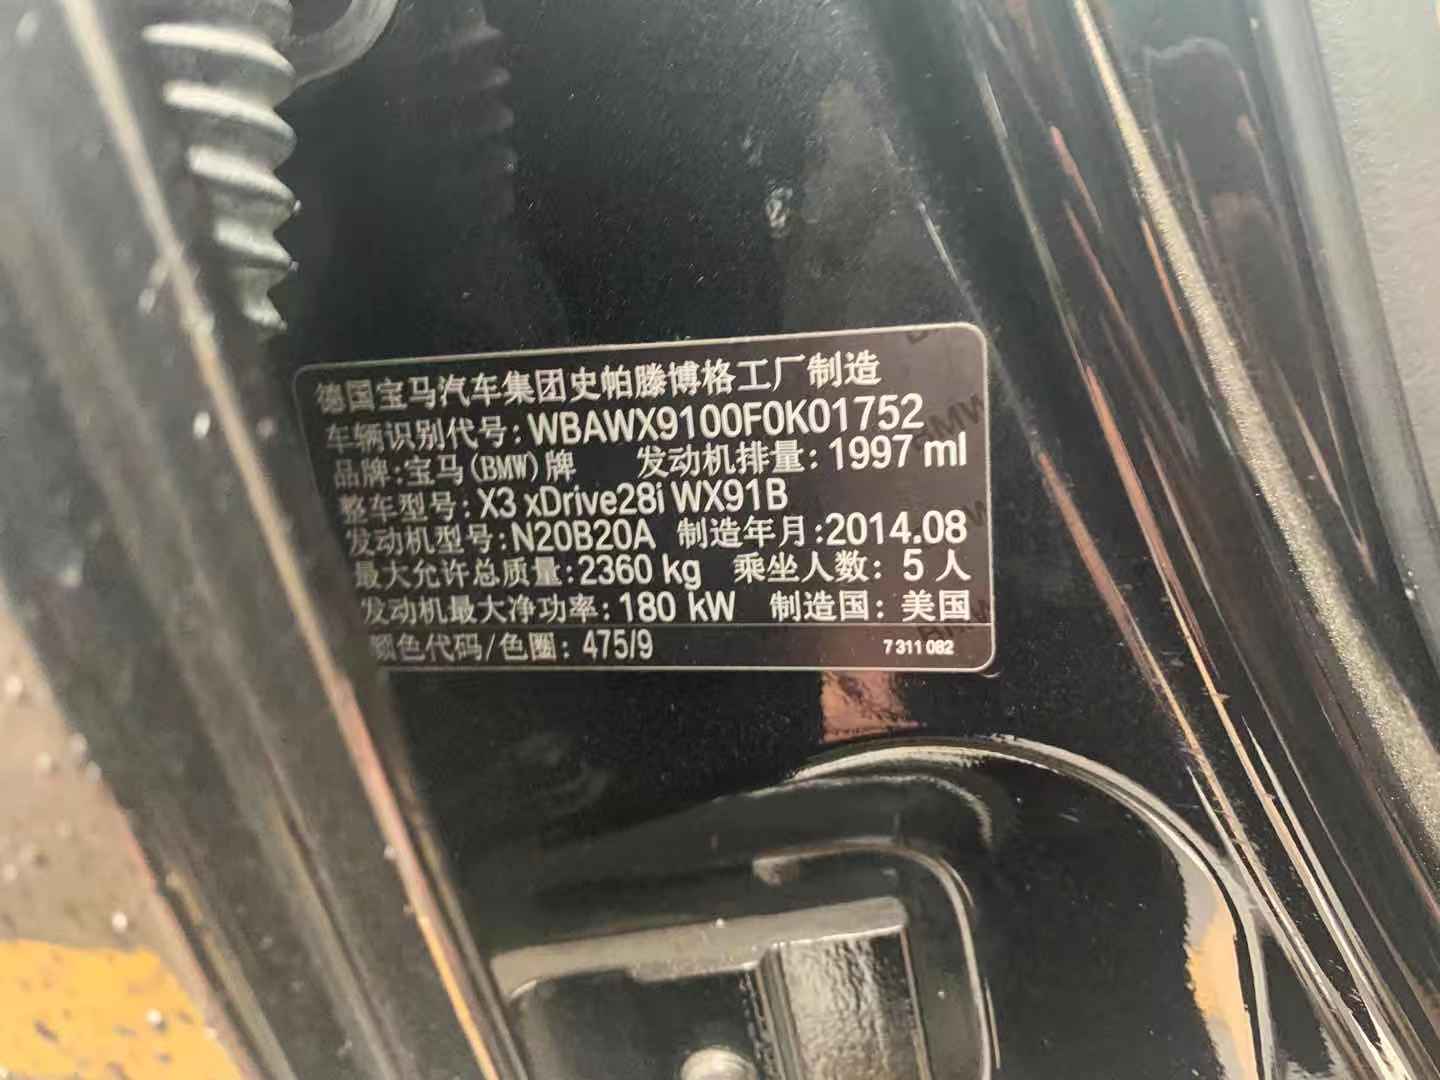 德国宝马汽车集团史帕滕博格工厂制造
车辆识别代号: WBAWX9100F0K01752
品牌: 宝马(BMW)牌 发动机排量: 1997 ml
整车型号: X3 xDrive28i WX91B
发动机型号: N20B20A 制造年月: 2014.08
最大允许总质量: 2360 kg 乘坐人数: 5 人
发动机最大净功率: 180 kW 制造国: 美国
颜色代码/色圈: 475/9 7 311 082